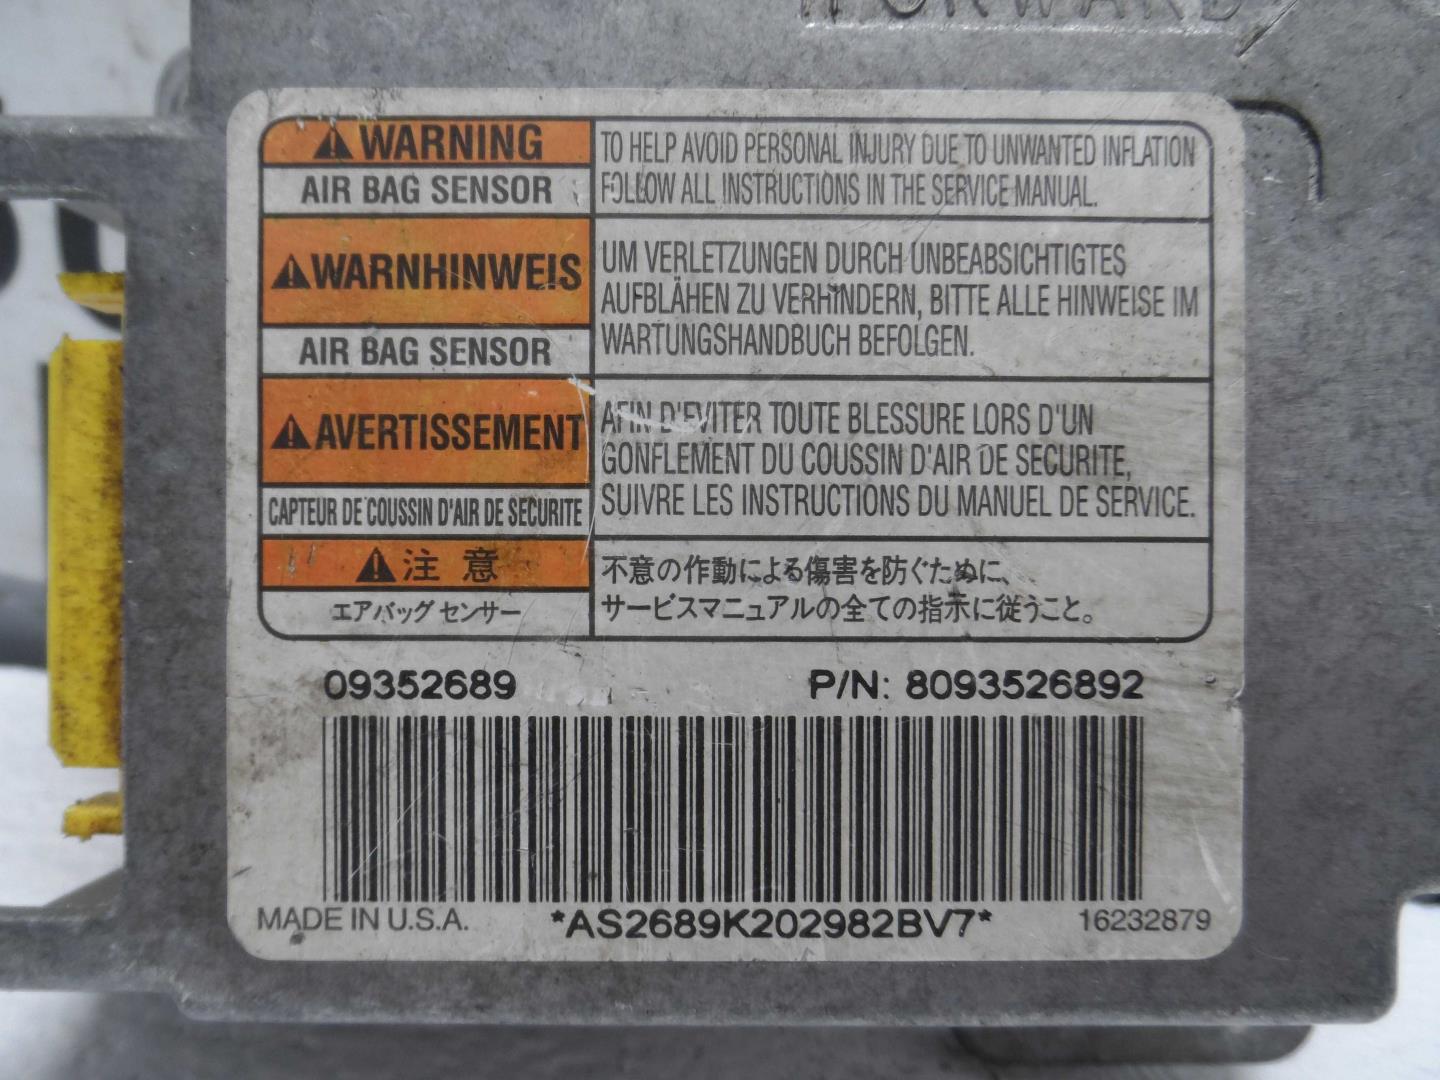 FORWARD
WARNING
AIR BAG SENSOR
TO HELP AVOID PERSONAL INJURY DUE TO UNWANTED INFLATION
FOLLOW ALL INSTRUCTIONS IN THE SERVICE MANUAL.
WARNHINWEIS
AIR BAG SENSOR
UM VERLETZUNGEN DURCH UNBEABSICHTIGTES
AUFBLÄHEN ZU VERHINDERN, BITTE ALLE HINWEISE IM
WARTUNGSHANDBUCH BEFOLGEN.
AVERTISSEMENT
CAPTEUR DE COUSSIN D'AIR DE SECURITE
AFIN D'EVITER TOUTE BLESSURE LORS D'UN
GONFLEMENT DU COUSSIN D'AIR DE SECURITE,
SUIVRE LES INSTRUCTIONS DU MANUEL DE SERVICE.
注 意
エアバッグ センサー
不意の作動による傷害を防ぐためぬに、
サービスマニュアルの全ての指示に従うこと。
09352689
P/N: 8093526892
MADE IN U.S.A.
*AS2689K202982BV7*
16232879